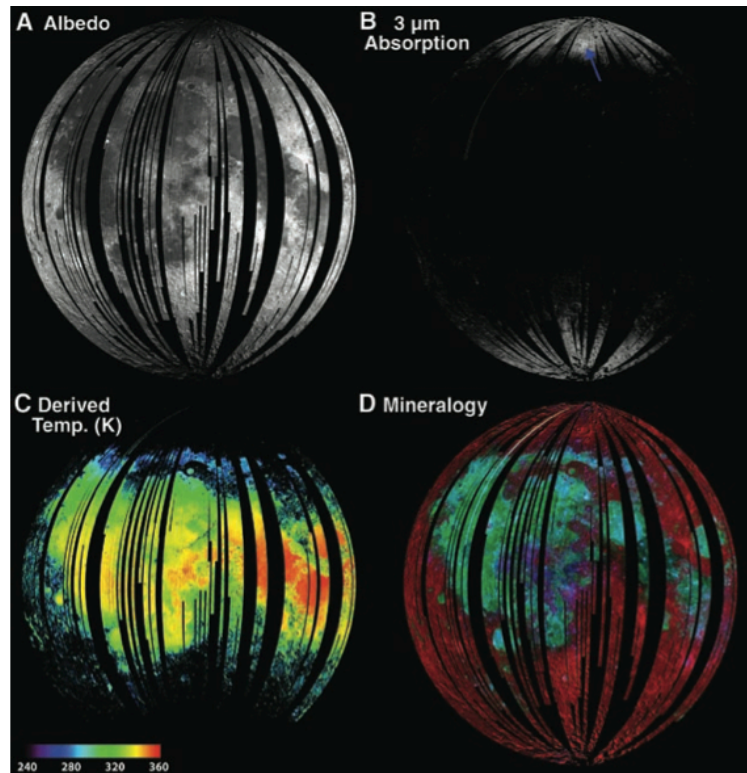 A Albedo
B 3 µm
Absorption
C Derived
Temp. (K)
D Mineralogy
240 280 320 360